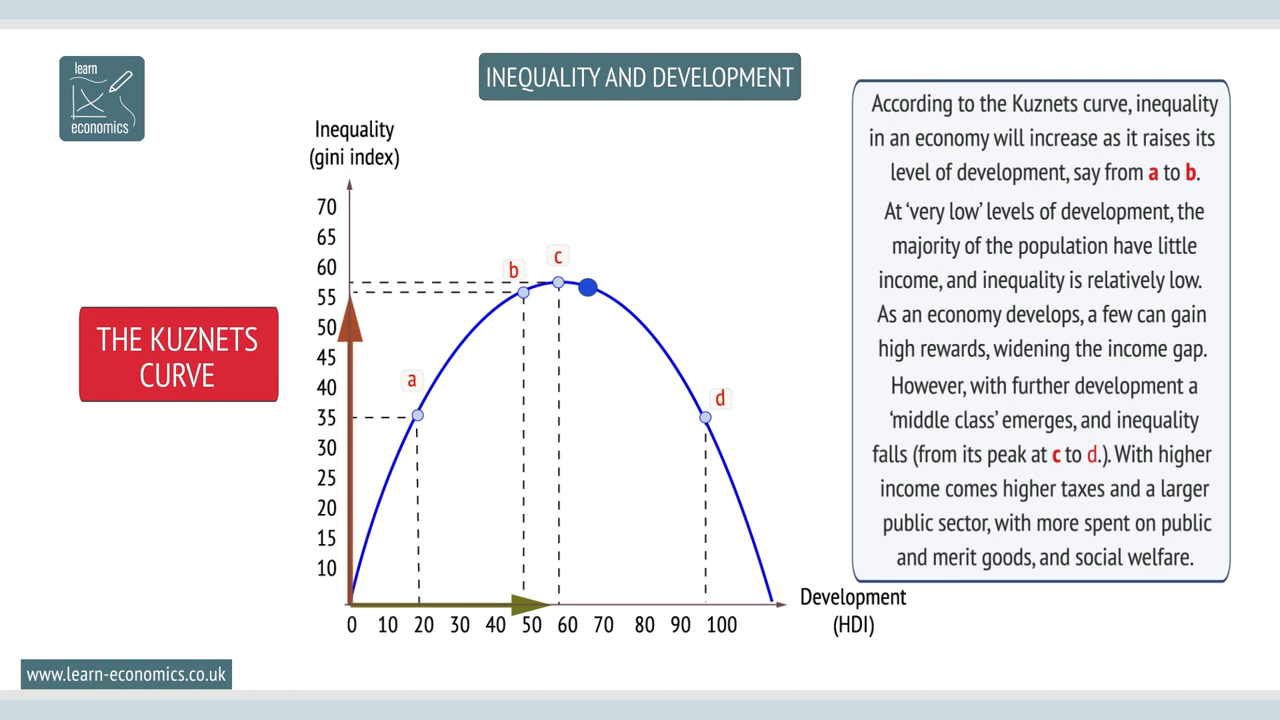 learn
economics
INEQUALITY AND DEVELOPMENT
THE KUZNETS
CURVE
Inequality
(gini index)
70
65
60
55
50
45
40
35
30
25
20
15
10
a
b
c
d
0 10 20 30 40 50 60 70 80 90 100
Development
(HDI)
According to the Kuznets curve, inequality
in an economy will increase as it raises its
level of development, say from a to b.
At ‘very low’ levels of development, the
majority of the population have little
income, and inequality is relatively low.
As an economy develops, a few can gain
high rewards, widening the income gap.
However, with further development a
‘middle class’ emerges, and inequality
falls (from its peak at c to d.). With higher
income comes higher taxes and a larger
public sector, with more spent on public
and merit goods, and social welfare.
www.learn-economics.co.uk